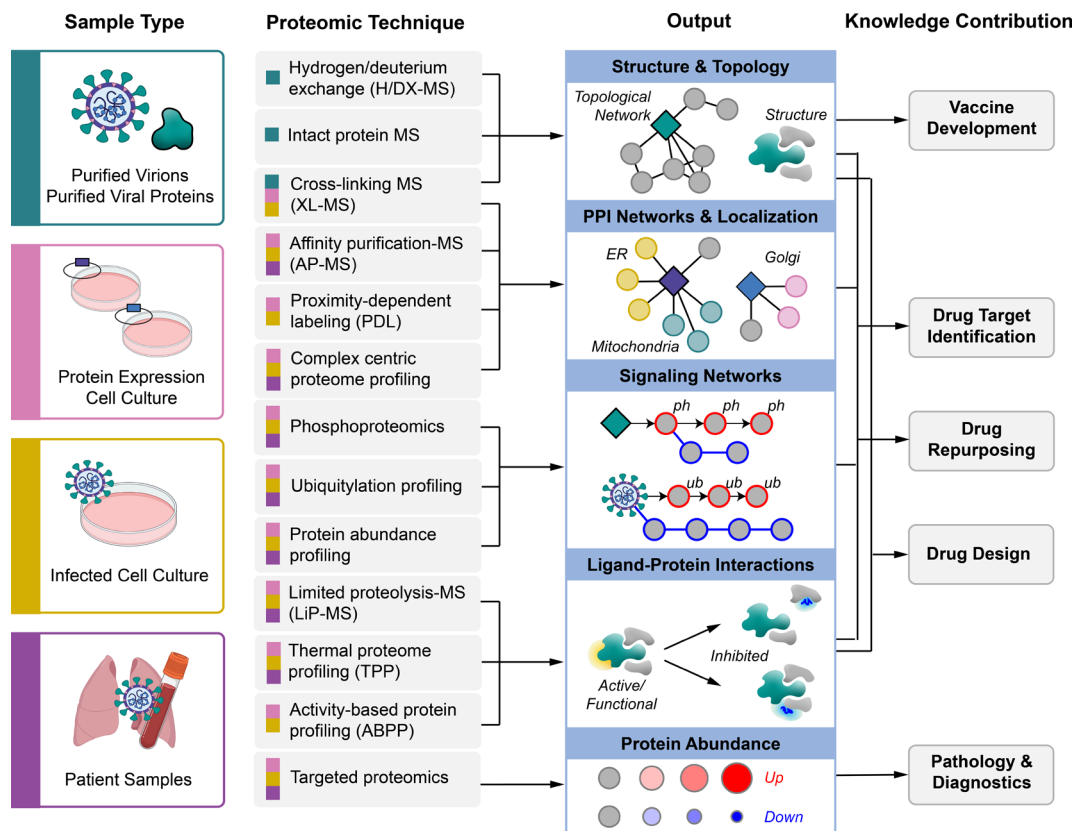 Sample Type
Proteomic Technique
Output
Knowledge Contribution
Purified Virions
Purified Viral Proteins
Protein Expression
Cell Culture
Infected Cell Culture
Patient Samples
Hydrogen/deuterium
exchange (H/DX-MS)
Intact protein MS
Cross-linking MS
(XL-MS)
Affinity purification-MS
(AP-MS)
Proximity-dependent
labeling (PDL)
Complex centric
proteome profiling
Phosphoproteomics
Ubiquitylation profiling
Protein abundance
profiling
Limited proteolysis-MS
(LiP-MS)
Thermal proteome
profiling (TPP)
Activity-based protein
profiling (ABPP)
Targeted proteomics
Structure & Topology
Topological
Network
Structure
PPI Networks & Localization
ER
Golgi
Mitochondria
Signaling Networks
ph ph ph
ub ub ub
Ligand-Protein Interactions
Active/
Functional
Inhibited
Protein Abundance
Up
Down
Vaccine
Development
Drug Target
Identification
Drug
Repurposing
Drug Design
Pathology &
Diagnostics